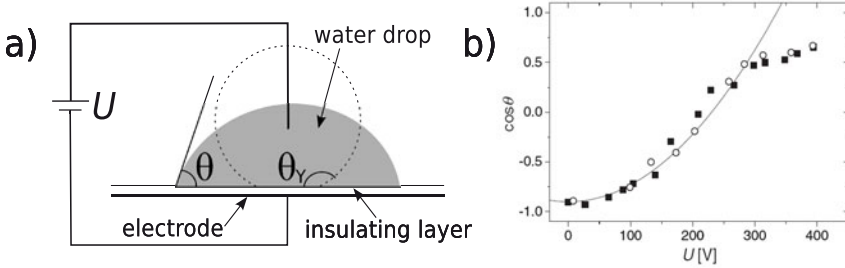 a)
water drop
U
θ
θY
electrode
insulating layer
b)
1.0
0.5
0.0
-0.5
-1.0
cosθ
0
100
200
300
400
U [V]